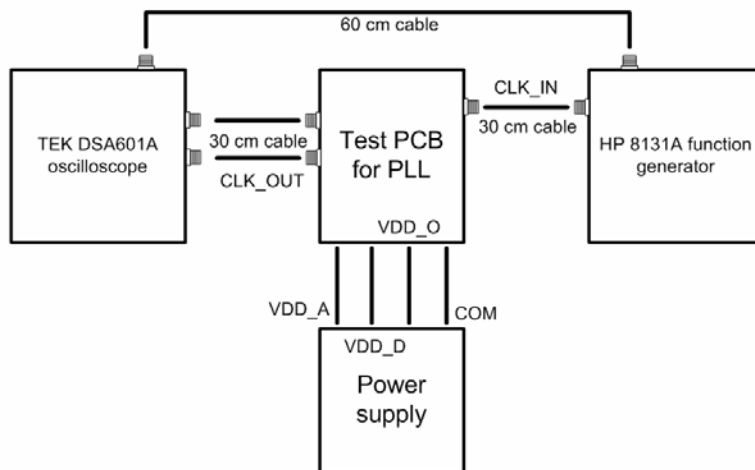 60 cm cable
TEK DSA601A
oscilloscope
30 cm cable
CLK_OUT
Test PCB
for PLL
VDD_O
CLK_IN
30 cm cable
HP 8131A function
generator
VDD_A
COM
VDD_D
Power
supply